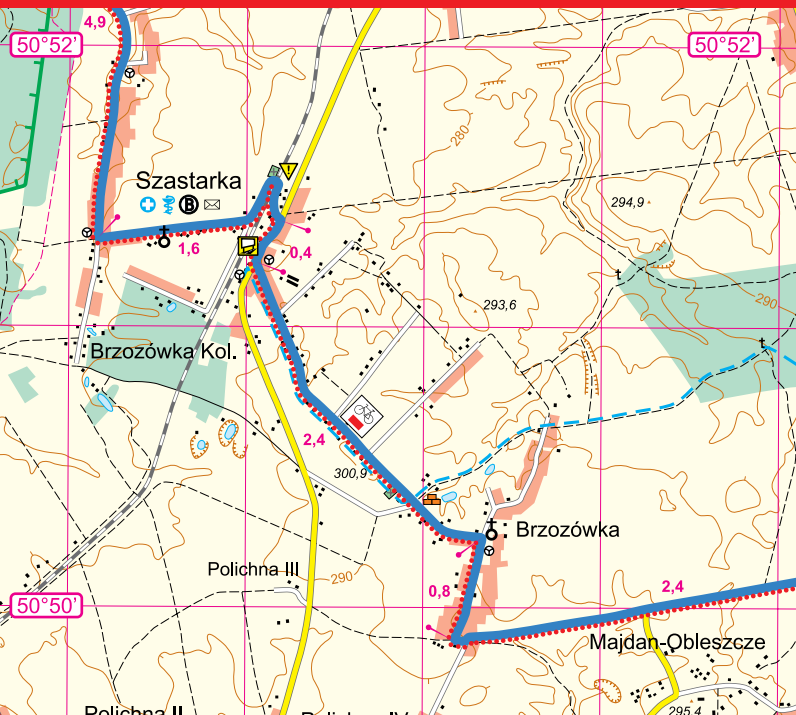 4,9
50°52'
50°52'
280
Szastarka
B
294,9
1,6
0,4
t
290
293,6
t
Brzozówka Kol.
2,4
300,9
Brzozówka
Polichna III
290
0,8
2,4
50°50'
Majdan-Obleszcze
295,4